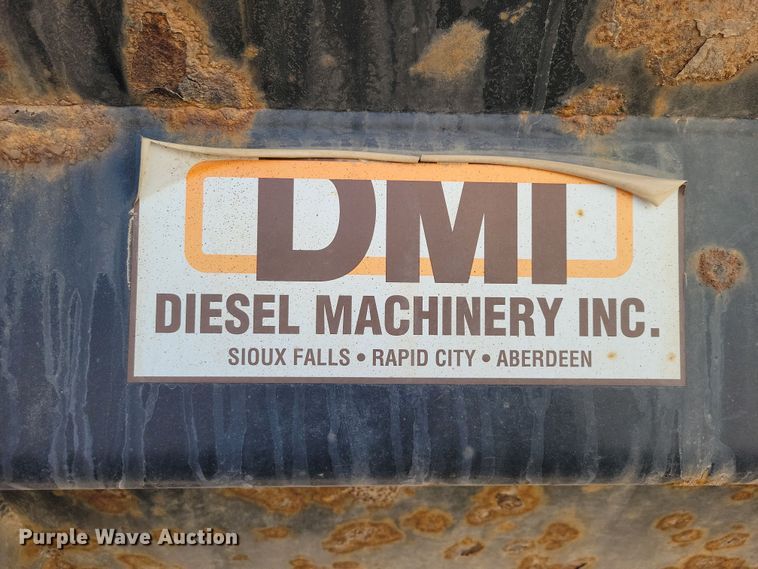 DMI
DIESEL MACHINERY INC.
SIOUX FALLS • RAPID CITY • ABERDEEN
Purple Wave Auction